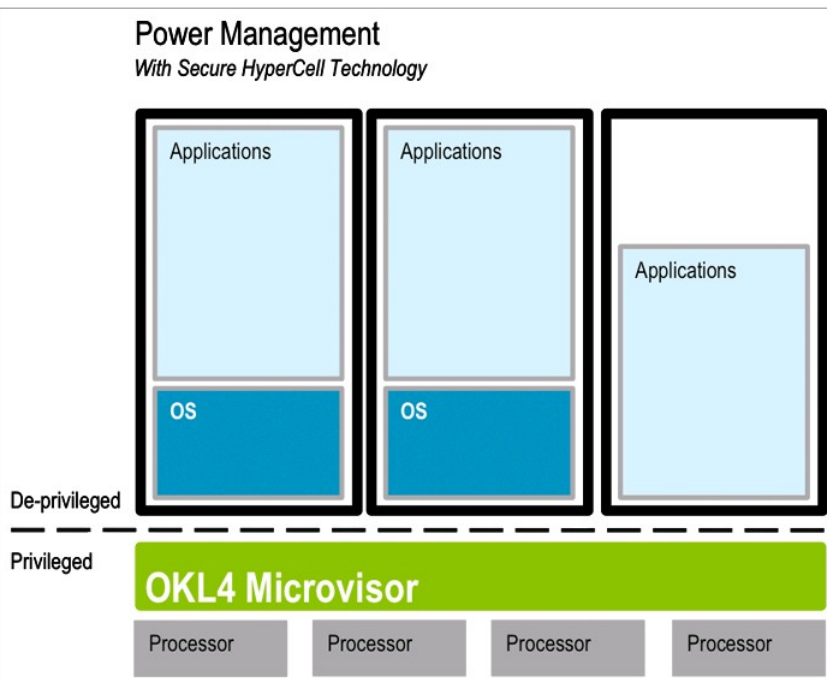 Power Management
With Secure HyperCell Technology
Applications
Applications
Applications
OS
OS
De-privileged
Privileged
OKL4 Microvisor
Processor
Processor
Processor
Processor